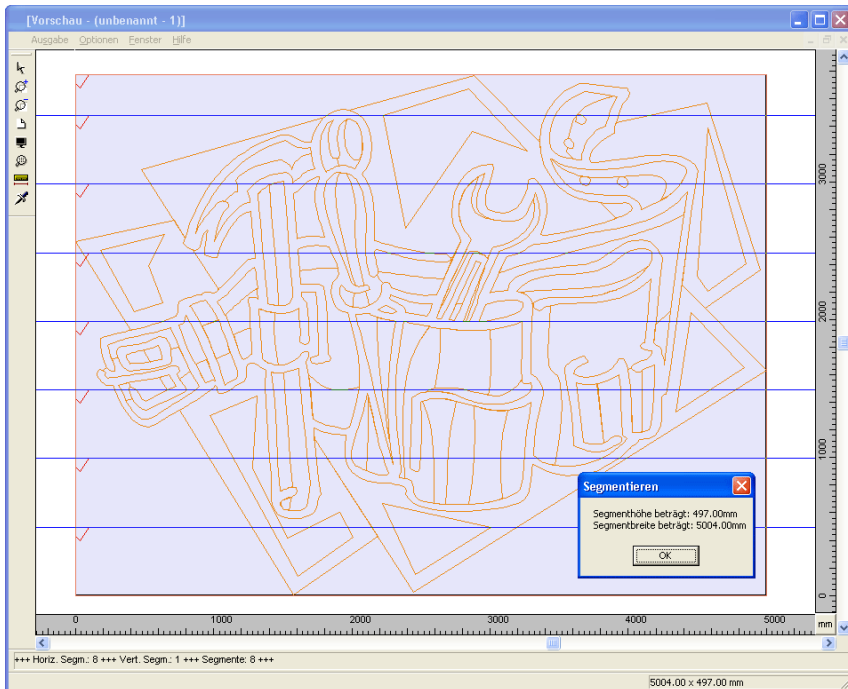 [Vorschau - (unbenannt - 1)]
Ausgabe Optionen Fenster Hilfe
3000
2000
1000
0
Segmentieren
Segmenthöhe beträgt: 497.00mm
Segmentbreite beträgt: 5004.00mm
OK
0 1000 2000 3000 4000 5000 mm
+++ Horiz. Segm.: 8 +++ Vert. Segm.: 1 +++ Segmente: 8 +++
5004.00 x 497.00 mm